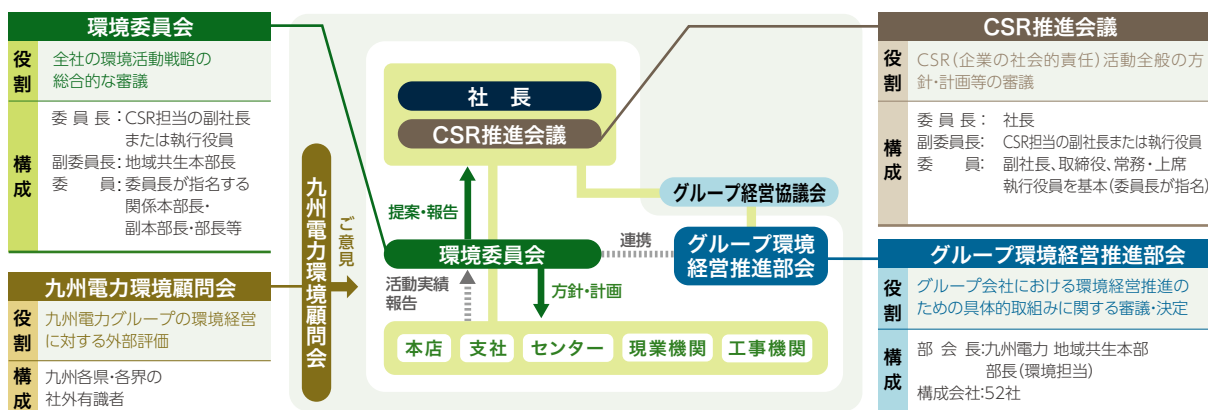 環境委員会
役割
全社の環境活動戦略の
総合的な審議
構成
委員長：CSR担当の副社長
または執行役員
副委員長：地域共生本部長
委員：委員長が指名する
関係本部長・
副本部長・部長等
九州電力環境顧問会
役割
九州電力グループの環境経営
に対する外部評価
構成
九州各県・各界の
社外有識者
九州電力環境顧問会
ご意見
社長
CSR推進会議
提案・報告
環境委員会
連携
グループ経営協議会
グループ環境
経営推進部会
活動実績
報告
方針・計画
本店
支社
センター
現業機関
工事機関
CSR推進会議
役割
CSR（企業の社会的責任）活動全般の方
針・計画等の審議
構成
委員長： 社長
副委員長： CSR担当の副社長または執行役員
委員： 副社長、取締役、常務・上席
執行役員を基本（委員長が指名）
グループ環境経営推進部会
役割
グループ会社における環境経営推進の
ための具体的取組みに関する審議・決定
構成
部会長：九州電力 地域共生本部
部長（環境担当）
構成会社：52社